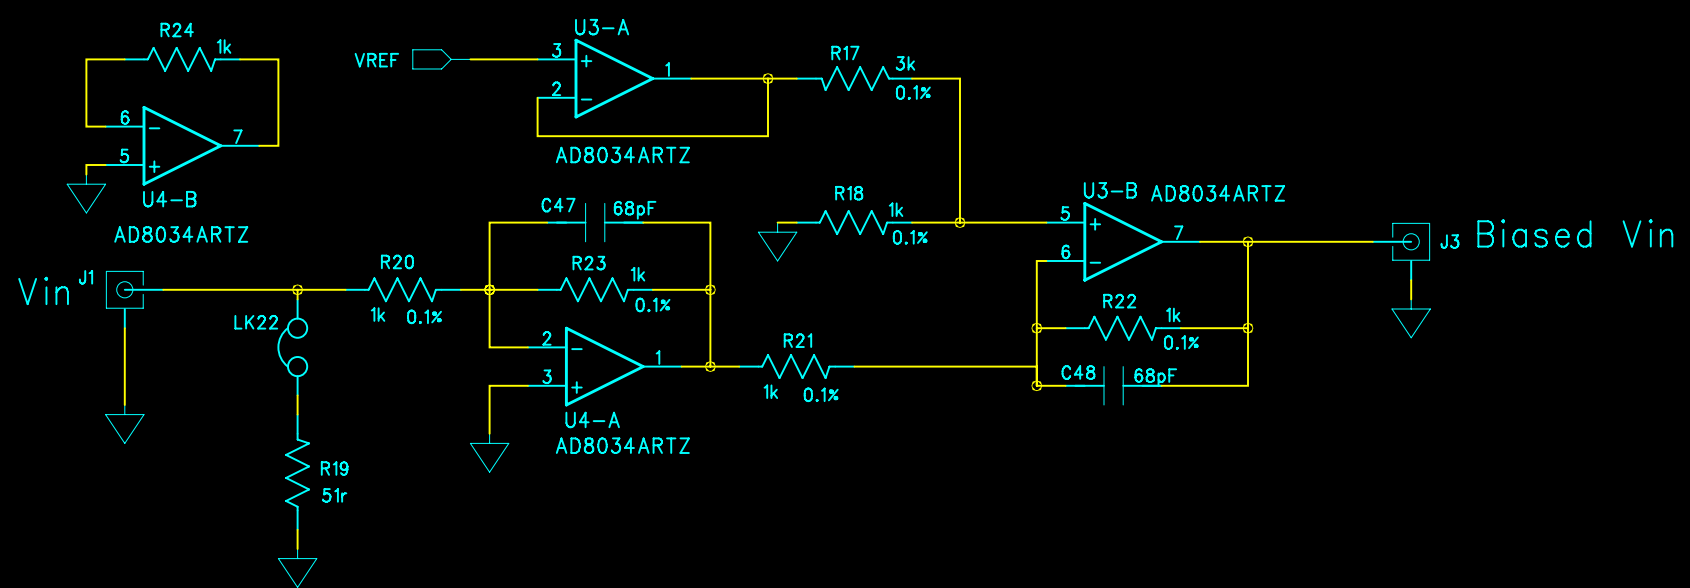 R24
1k
6
7
5
U4-B
AD8034ARTZ
VREF
U3-A
3
1
2
AD8034ARTZ
R17
3k
0.1%
R18
1k
0.1%
U3-B AD8034ARTZ
5
7
6
J3 Biased Vin
R22
1k
0.1%
C48 68pF
C47 68pF
R23
1k
0.1%
Vin J1
R20
1k 0.1%
LK22
2
1
3
U4-A
AD8034ARTZ
R21
1k 0.1%
R19
51r